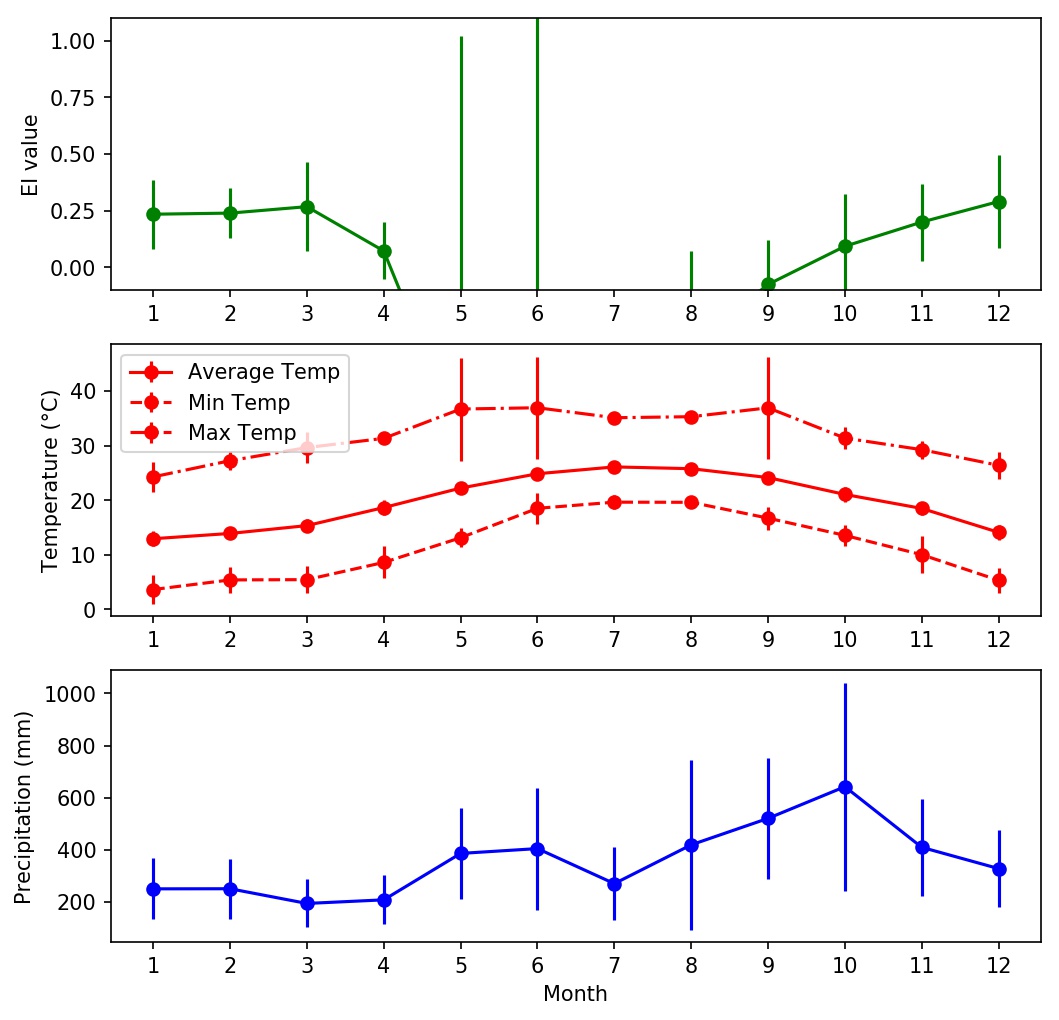 EI value
1.00
0.75
0.50
0.25
0.00
1 2 3 4 5 6 7 8 9 10 11 12
Temperature (°C)
Average Temp
Min Temp
Max Temp
40
30
20
10
0
1 2 3 4 5 6 7 8 9 10 11 12
Precipitation (mm)
1000
800
600
400
200
1 2 3 4 5 6 7 8 9 10 11 12
Month